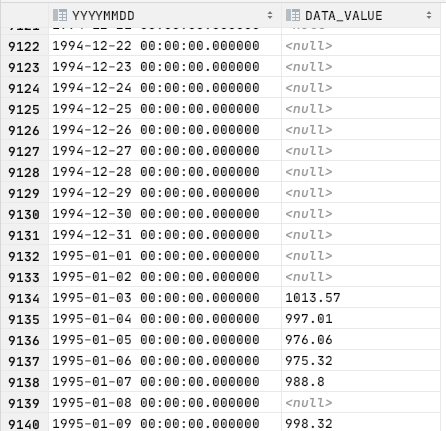 YYYYMMDD DATA_VALUE
9122 1994-12-22 00:00:00.000000 <null>
9123 1994-12-23 00:00:00.000000 <null>
9124 1994-12-24 00:00:00.000000 <null>
9125 1994-12-25 00:00:00.000000 <null>
9126 1994-12-26 00:00:00.000000 <null>
9127 1994-12-27 00:00:00.000000 <null>
9128 1994-12-28 00:00:00.000000 <null>
9129 1994-12-29 00:00:00.000000 <null>
9130 1994-12-30 00:00:00.000000 <null>
9131 1994-12-31 00:00:00.000000 <null>
9132 1995-01-01 00:00:00.000000 <null>
9133 1995-01-02 00:00:00.000000 <null>
9134 1995-01-03 00:00:00.000000 1013.57
9135 1995-01-04 00:00:00.000000 997.01
9136 1995-01-05 00:00:00.000000 976.06
9137 1995-01-06 00:00:00.000000 975.32
9138 1995-01-07 00:00:00.000000 988.8
9139 1995-01-08 00:00:00.000000 <null>
9140 1995-01-09 00:00:00.000000 998.32